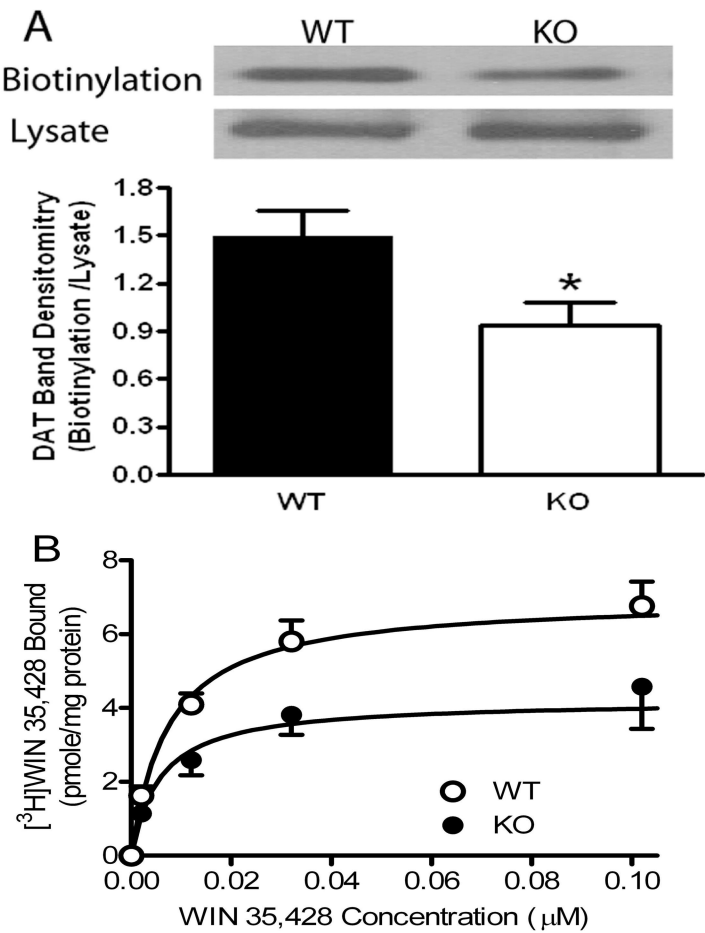 A
WT KO
Biotinylation
Lysate
DAT Band Densitomitry
(Biotinylation /Lysate)
1.8
1.5
1.2
0.9
0.6
0.3
0.0
*
WT KO
B
[³H]WIN 35,428 Bound
(pmole/mg protein)
8
6
4
2
0
WT
KO
0.00 0.02 0.04 0.06 0.08 0.10
WIN 35,428 Concentration ( μM)